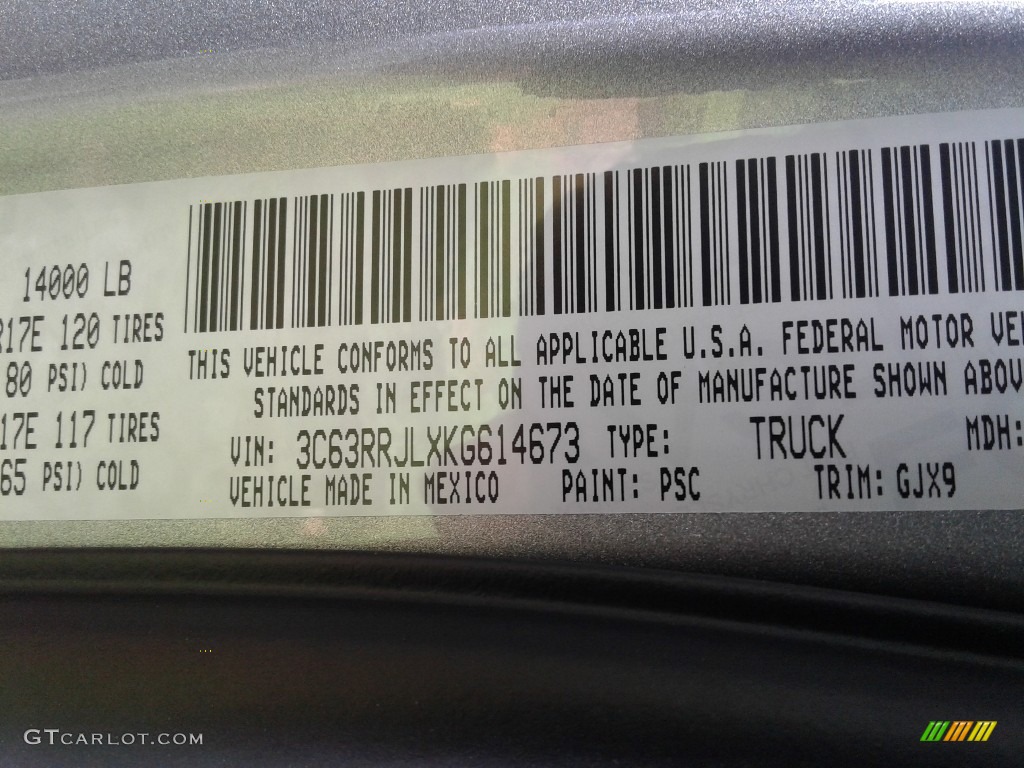 14000 LB
R17E 120 TIRES
80 PSI) COLD
17E 117 TIRES
65 PSI) COLD
THIS VEHICLE CONFORMS TO ALL APPLICABLE U.S.A. FEDERAL MOTOR VE
STANDARDS IN EFFECT ON THE DATE OF MANUFACTURE SHOWN ABOV
VIN: 3C63RRJLXKG614673 TYPE: TRUCK MDH:
VEHICLE MADE IN MEXICO PAINT: PSC TRIM: GJX9
GTCARLOT.COM